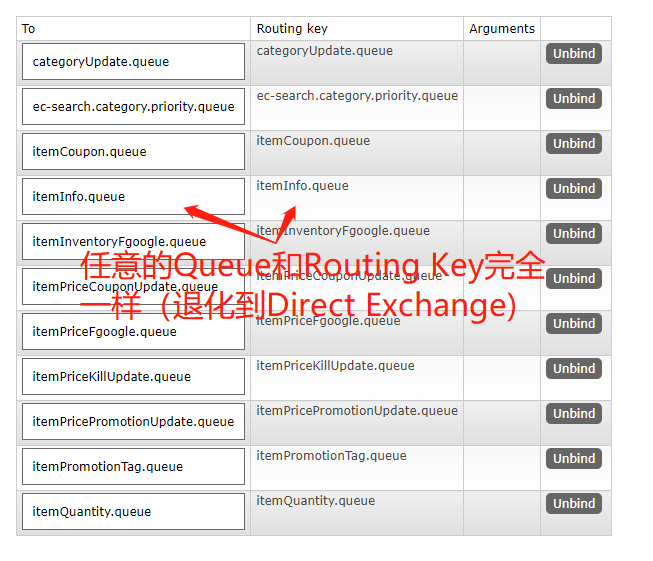 To Routing key Arguments
categoryUpdate.queue categoryUpdate.queue Unbind
ec-search.category.priority.queue ec-search.category.priority.queue Unbind
itemCoupon.queue itemCoupon.queue Unbind
itemInfo.queue itemInfo.queue Unbind
itemInventoryFgoogle.queue itemInventoryFgoogle.queue Unbind
任意的Queue和Routing Key完全
itemPriceCouponUpdate.queue itemPriceCouponUpdate.queue Unbind
一样（退化到Direct Exchange)
itemPriceFgoogle.queue itemPriceFgoogle.queue Unbind
itemPriceKillUpdate.queue itemPriceKillUpdate.queue Unbind
itemPricePromotionUpdate.queue itemPricePromotionUpdate.queue Unbind
itemPromotionTag.queue itemPromotionTag.queue Unbind
itemQuantity.queue itemQuantity.queue Unbind